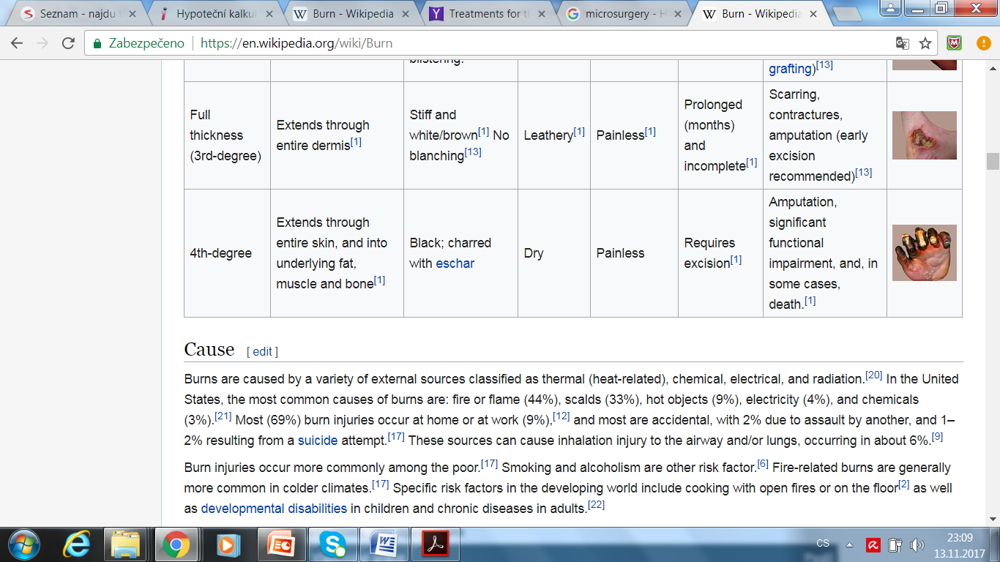 Seznam - najdu t
Hypoteční kalku
Burn - Wikipedia
Treatments for th
microsurgery - H
Burn - Wikipedia
Zabezpečeno
https://en.wikipedia.org/wiki/Burn
blistering.
grafting)[13]
Full
thickness
(3rd-degree)
Extends through
entire dermis[1]
Stiff and
white/brown[1] No
blanching[13]
Leathery[1]
Painless[1]
Prolonged
(months)
and
incomplete[1]
Scarring,
contractures,
amputation (early
excision
recommended)[13]
4th-degree
Extends through
entire skin, and into
underlying fat,
muscle and bone[1]
Black; charred
with eschar
Dry
Painless
Requires
excision[1]
Amputation,
significant
functional
impairment, and, in
some cases,
death.[1]
Cause [ edit ]
Burns are caused by a variety of external sources classified as thermal (heat-related), chemical, electrical, and radiation.[20] In the United
States, the most common causes of burns are: fire or flame (44%), scalds (33%), hot objects (9%), electricity (4%), and chemicals
(3%).[21] Most (69%) burn injuries occur at home or at work (9%),[12] and most are accidental, with 2% due to assault by another, and 1–
2% resulting from a suicide attempt.[17] These sources can cause inhalation injury to the airway and/or lungs, occurring in about 6%.[9]
Burn injuries occur more commonly among the poor.[17] Smoking and alcoholism are other risk factor.[6] Fire-related burns are generally
more common in colder climates.[17] Specific risk factors in the developing world include cooking with open fires or on the floor[2] as well
as developmental disabilities in children and chronic diseases in adults.[22]
CS
23:09
13.11.2017